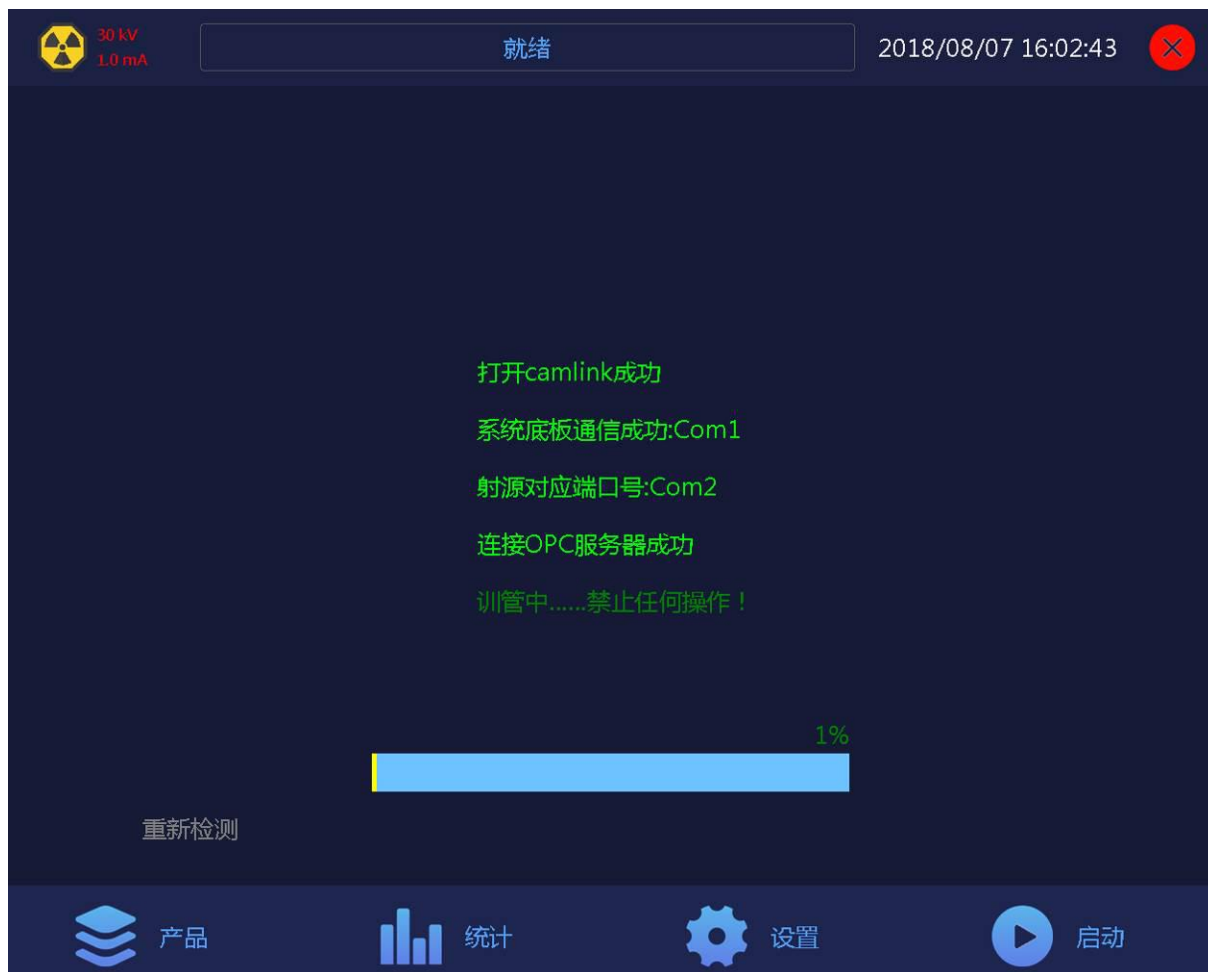 30 kV
1.0 mA
就绪
2018/08/07 16:02:43
打开camlink成功
系统底板通信成功:Com1
射源对应端口号:Com2
连接OPC服务器成功
训管中......禁止任何操作！
1%
重新检测
产品
统计
设置
启动